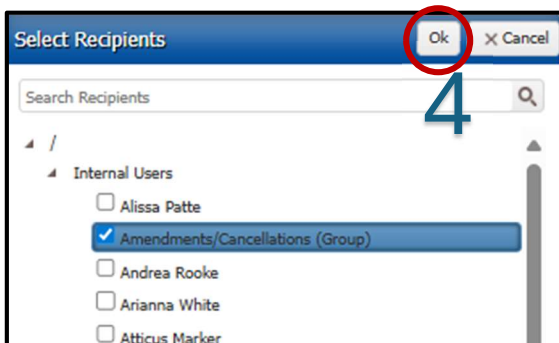 Select Recipients Ok Cancel
4
Search Recipients
/
Internal Users
Alissa Patte
Amendments/Cancellations (Group)
Andrea Rooke
Arianna White
Atticus Marker